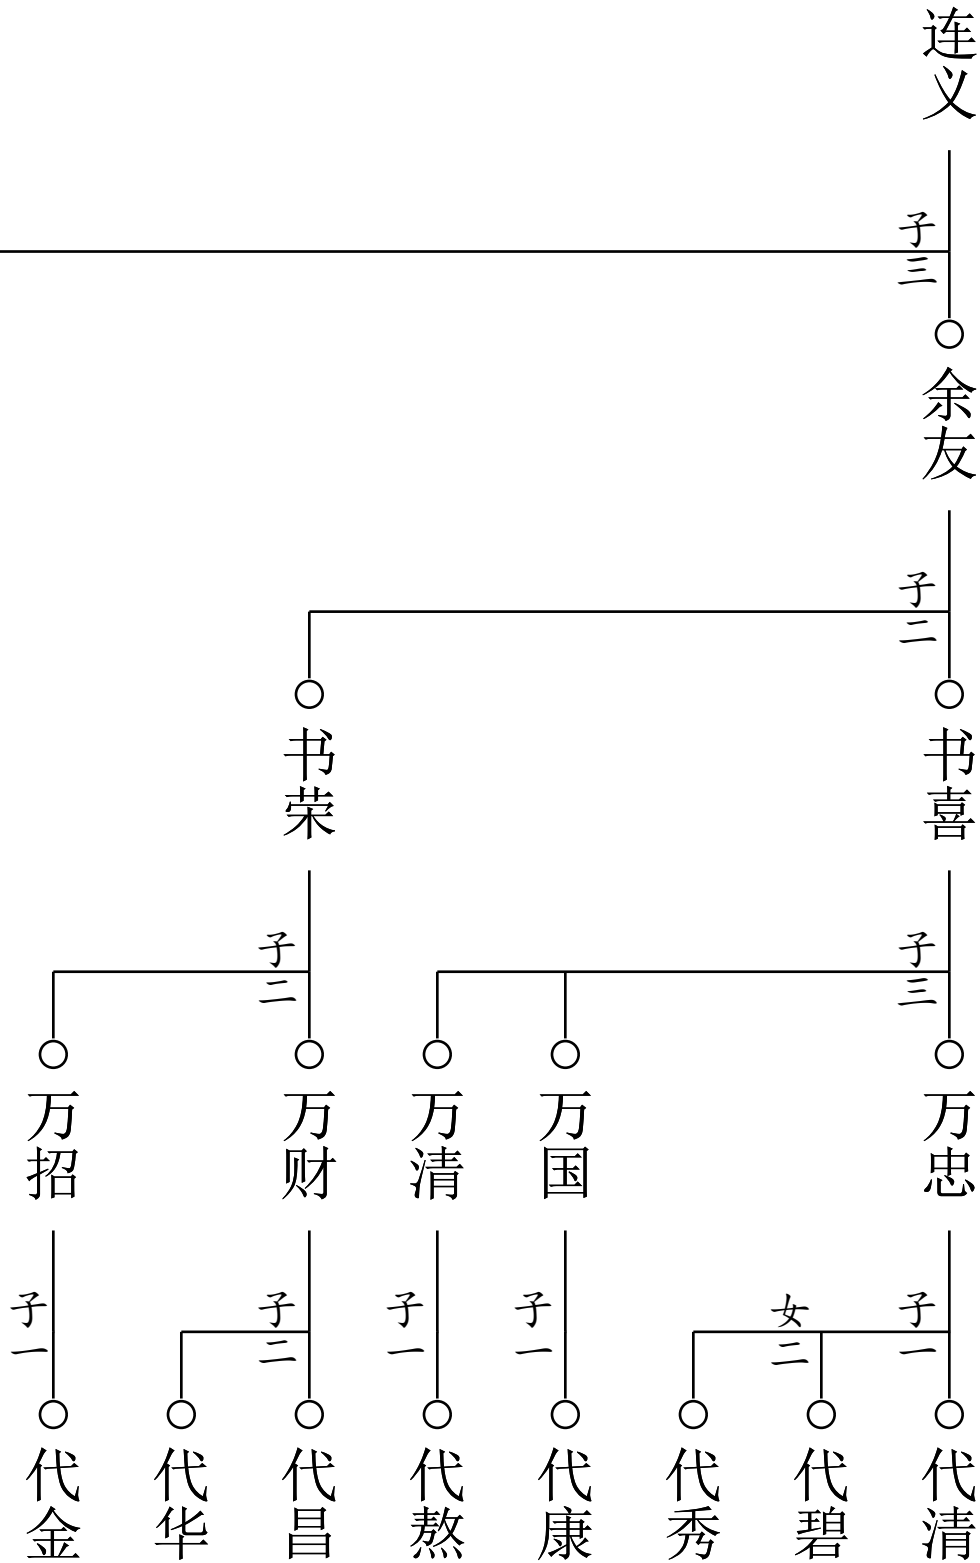 连义
子三
余友
子二
书喜
书荣
子三
子二
万忠
万国
万清
万财
万招
子一
女二
子一
子一
子二
子一
代清
代碧
代秀
代康
代熬
代昌
代华
代金